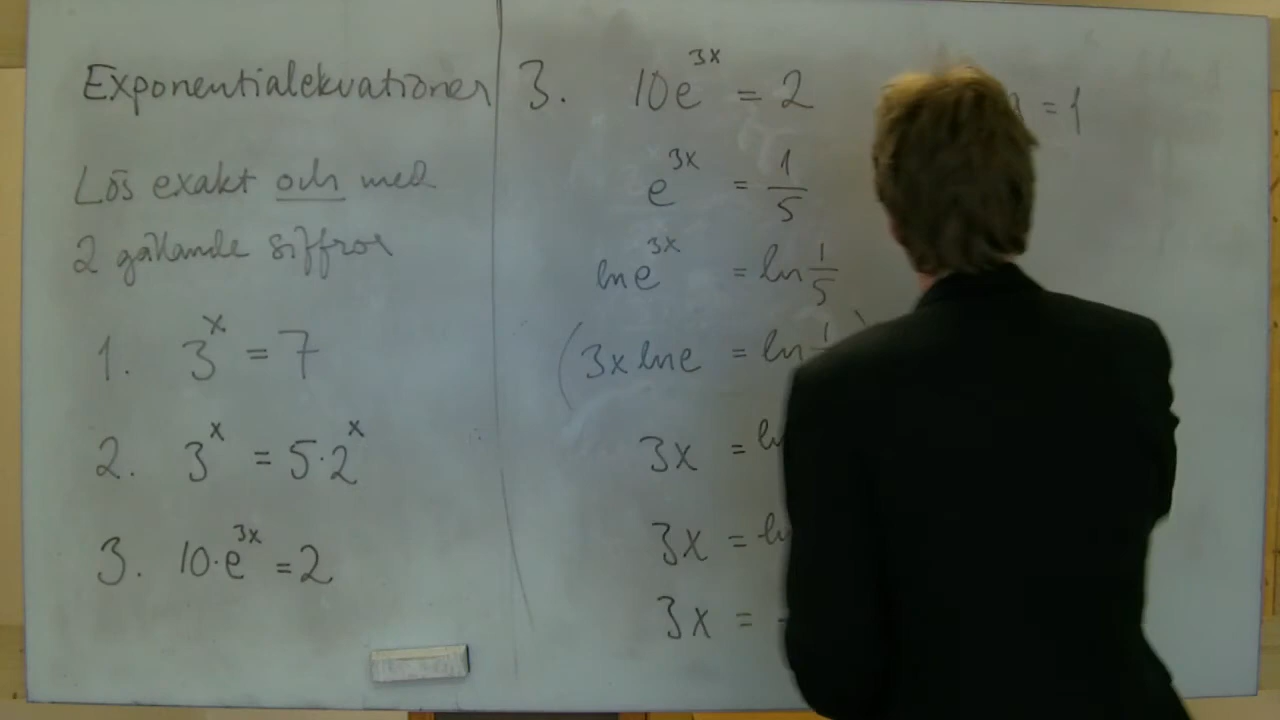 Exponentialekvationer
Lös exakt och med
2 gällande siffror
1. 3^x = 7
2. 3^x = 5·2^x
3. 10·e^3x = 2
3. 10e^3x = 2
e^3x = 1/5
ln e^3x = ln 1/5
(3x ln e = ln
3x = ln
3x =
3x =
= 1